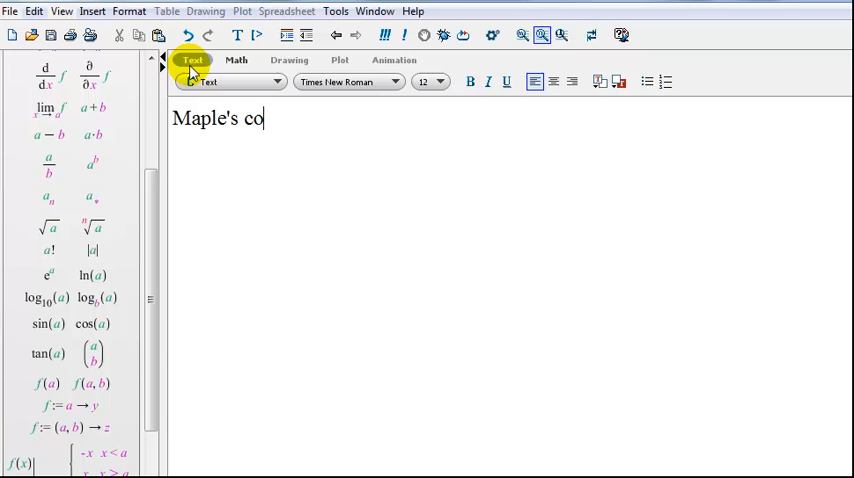 File Edit View Insert Format Table Drawing Plot Spreadsheet Tools Window Help
Text Math Drawing Plot Animation
C Text Times New Roman 12 B I U
d/dx f ∂/∂x f
lim x→a f a + b
a − b a·b
a/b a^b
a_n a_*
√a ⁿ√a
a! |a|
e^a ln(a)
log10(a) log_b(a)
sin(a) cos(a)
tan(a) (a b)
f(a) f(a, b)
f := a → y
f := (a, b) → z
f(x)| { -x x < a
x x ≥ a
Maple's co